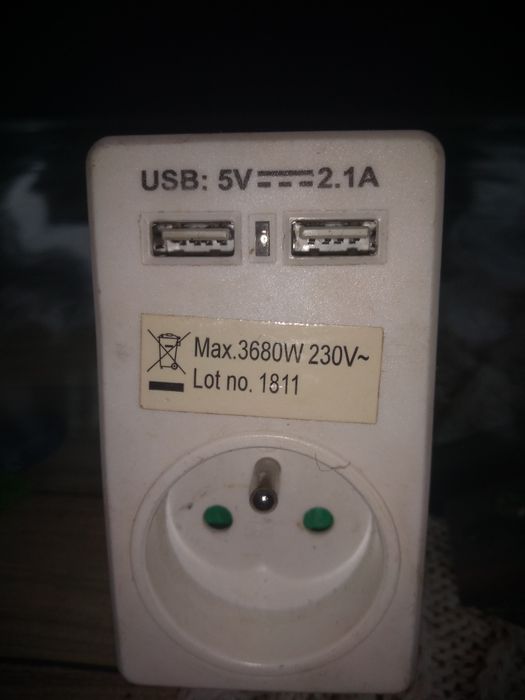 USB: 5V⎓2.1A
Max.3680W 230V~
Lot no. 1811